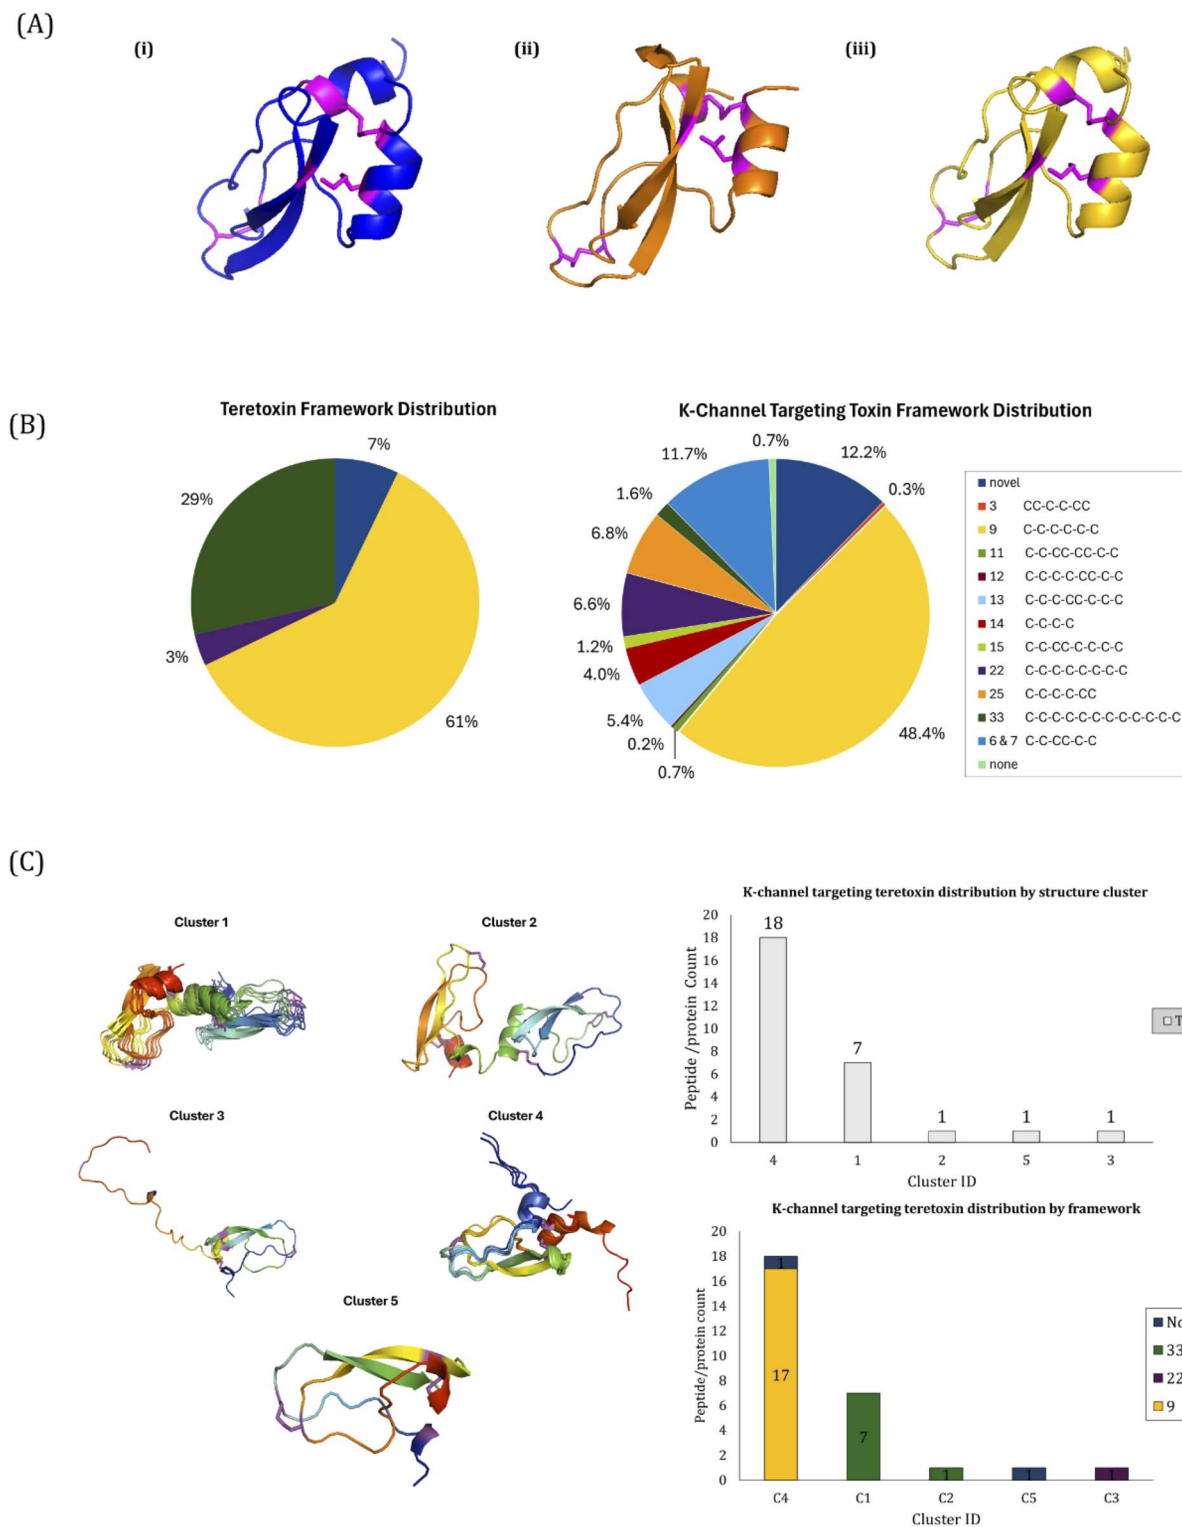 (A)
(i)
(ii)
(iii)
(B)
Teretoxin Framework Distribution
7%
29%
3%
61%
K-Channel Targeting Toxin Framework Distribution
0.7%
12.2%
11.7%
0.3%
1.6%
6.8%
6.6%
1.2%
4.0%
5.4%
0.2%
0.7%
48.4%
novel
3 CC-C-C-CC
9 C-C-C-C-C-C
11 C-C-CC-CC-C-C
12 C-C-C-C-CC-C-C
13 C-C-C-CC-C-C-C
14 C-C-C-C
15 C-C-CC-C-C-C-C
22 C-C-C-C-C-C-C-C
25 C-C-C-C-CC
33 C-C-C-C-C-C-C-C-C-C-C-C
6 & 7 C-C-CC-C-C
none
(C)
Cluster 1
Cluster 2
Cluster 3
Cluster 4
Cluster 5
K-channel targeting teretoxin distribution by structure cluster
Peptide /protein Count
20
18
16
14
12
10
8
6
4
2
0
18
7
1
1
1
4
1
2
5
3
Cluster ID
T
K-channel targeting teretoxin distribution by framework
Peptide/protein count
20
18
16
14
12
10
8
6
4
2
0
1
17
7
1
1
1
C4
C1
C2
C5
C3
Cluster ID
No
33
22
9